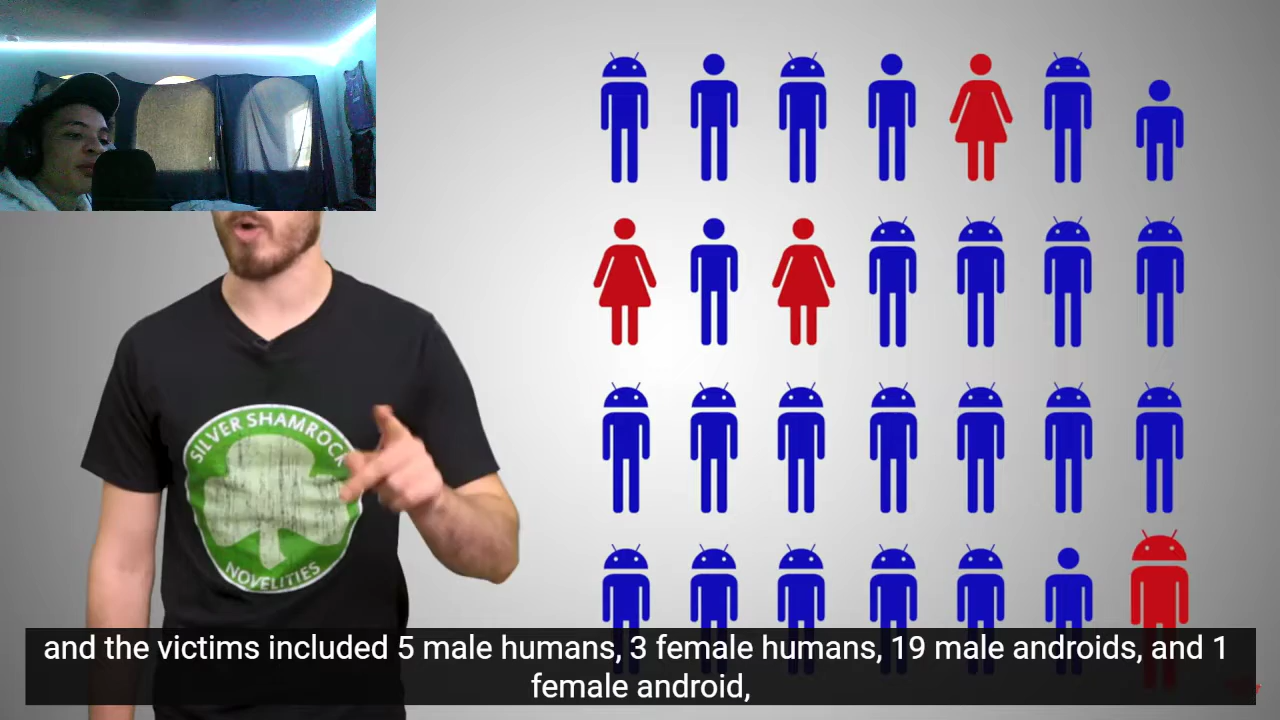 SILVER SHAMROCK
NOVELITIES
and the victims included 5 male humans, 3 female humans, 19 male androids, and 1
female android,